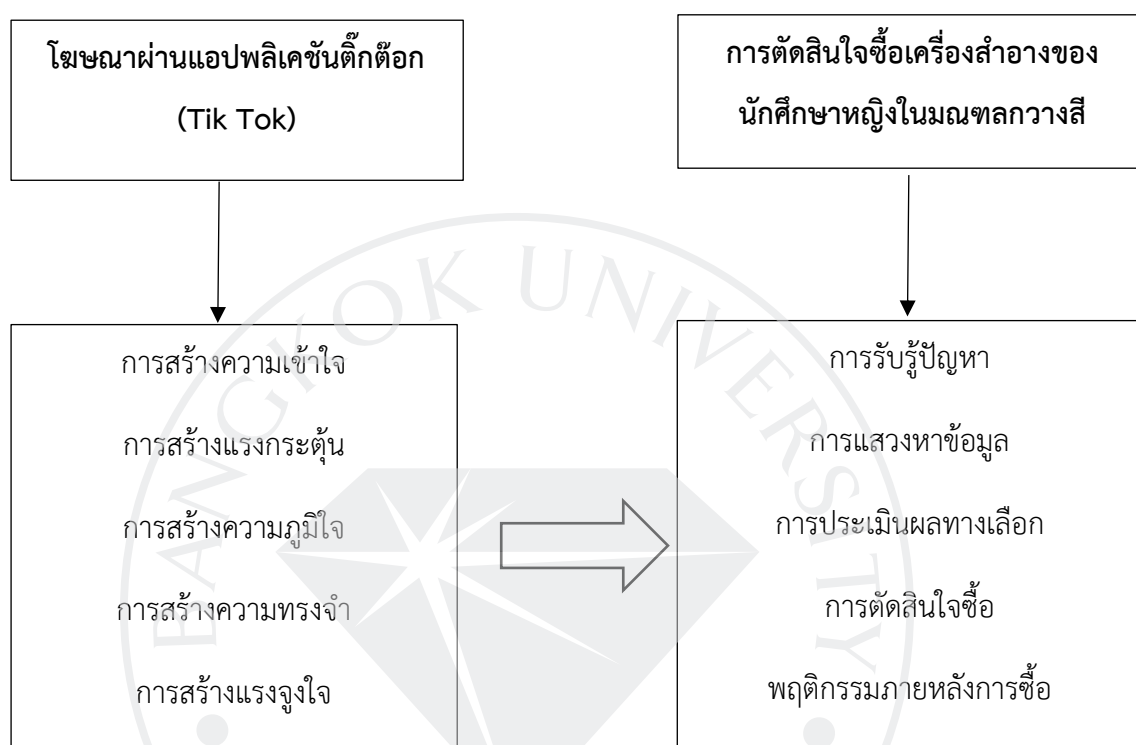 โฆษณาผ่านแอปพลิเคชันติ๊กต๊อก
(Tik Tok)
การตัดสินใจซื้อเครื่องสำอางของ
นักศึกษาหญิงในมณฑลกวางสี
การสร้างความเข้าใจ
การสร้างแรงกระตุ้น
การสร้างความภูมิใจ
การสร้างความทรงจำ
การสร้างแรงจูงใจ
การรับรู้ปัญหา
การแสวงหาข้อมูล
การประเมินผลทางเลือก
การตัดสินใจซื้อ
พฤติกรรมภายหลังการซื้อ
BANGKOK UNIVERSITY